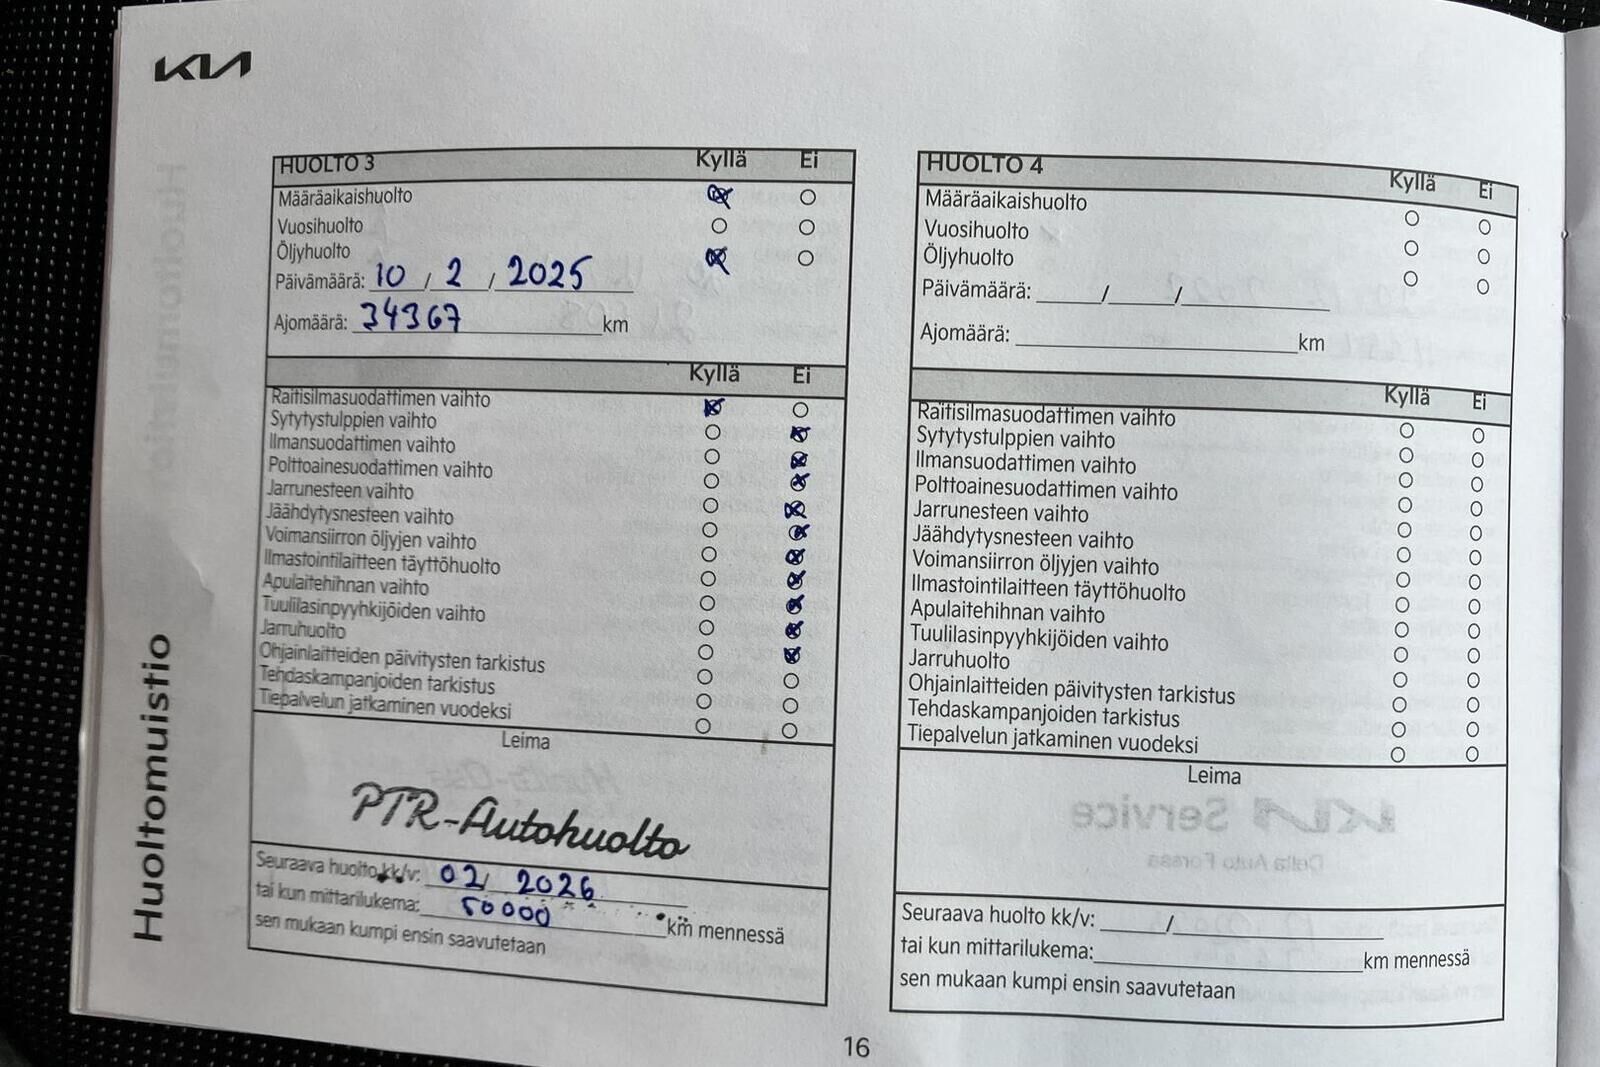 KIA
Huoltomuistio
HUOLTO 3 Kyllä Ei
Määräaikaishuolto
Vuosihuolto
Öljyhuolto
Päivämäärä: 10 / 2 / 2025
Ajomäärä: 34367 km
Kyllä Ei
Raitisilmasuodattimen vaihto
Sytytystulppien vaihto
Ilmansuodattimen vaihto
Polttoainesuodattimen vaihto
Jarrunesteen vaihto
Jäähdytysnesteen vaihto
Voimansiirron öljyjen vaihto
Ilmastointilaitteen täyttöhuolto
Apulaitehihnan vaihto
Tuulilasinpyyhkijöiden vaihto
Jarruhuolto
Ohjainlaitteiden päivitysten tarkistus
Tehdaskampanjoiden tarkistus
Tiepalvelun jatkaminen vuodeksi
Leima
PTR-Autohuolto
Seuraava huolto kk/v: 02/ 2026
tai kun mittarilukema: 50000 km mennessä
sen mukaan kumpi ensin saavutetaan
HUOLTO 4 Kyllä Ei
Määräaikaishuolto
Vuosihuolto
Öljyhuolto
Päivämäärä: / /
Ajomäärä: km
Kyllä Ei
Raitisilmasuodattimen vaihto
Sytytystulppien vaihto
Ilmansuodattimen vaihto
Polttoainesuodattimen vaihto
Jarrunesteen vaihto
Jäähdytysnesteen vaihto
Voimansiirron öljyjen vaihto
Ilmastointilaitteen täyttöhuolto
Apulaitehihnan vaihto
Tuulilasinpyyhkijöiden vaihto
Jarruhuolto
Ohjainlaitteiden päivitysten tarkistus
Tehdaskampanjoiden tarkistus
Tiepalvelun jatkaminen vuodeksi
Leima
KIA Service
Delta Auto Forssa
Seuraava huolto kk/v: /
tai kun mittarilukema: km mennessä
sen mukaan kumpi ensin saavutetaan
16